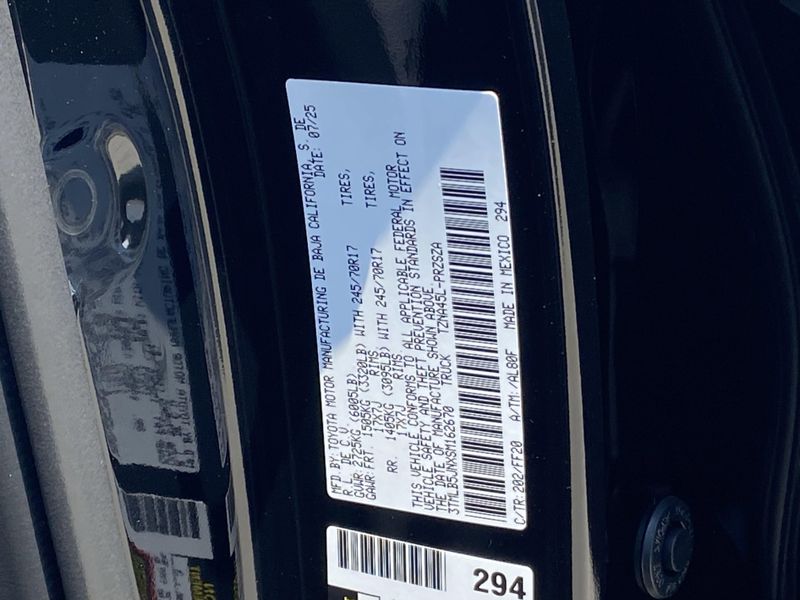 MFD.BY:TOYOTA MOTOR MANUFACTURING DE BAJA CALIFORNIA, S. DE
R.L. DE C.V. DATE: 07/25
GVWR:2725KG (6005LB)
GAWR:FRT. 1505KG (3320LB) WITH 245/70R17 TIRES,
17X7J RIMS
RR. 1405KG (3095LB) WITH 245/70R17 TIRES,
17X7J RIMS
THIS VEHICLE CONFORMS TO ALL APPLICABLE FEDERAL MOTOR
VEHICLE SAFETY AND THEFT PREVENTION STANDARDS IN EFFECT ON
THE DATE OF MANUFACTURE SHOWN ABOVE.
3TMLB5JNXSM162670 TRUCK TZNA45L-PR2SZA
C/TR:202/FF20 A/TM:/AL80F MADE IN MEXICO 294
294